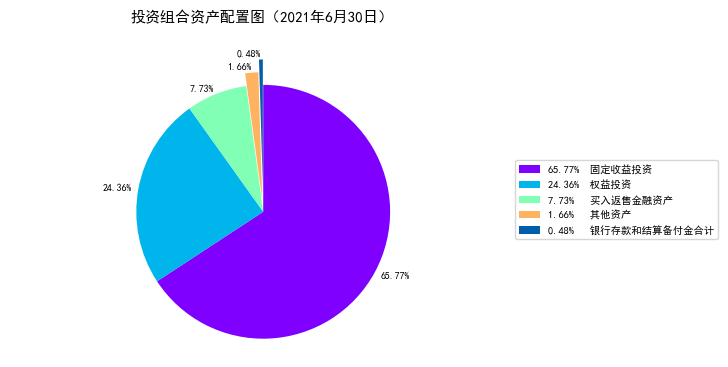 投资组合资产配置图（2021年6月30日）
0.48%
1.66%
7.73%
24.36%
65.77%
65.77% 固定收益投资
24.36% 权益投资
7.73% 买入返售金融资产
1.66% 其他资产
0.48% 银行存款和结算备付金合计